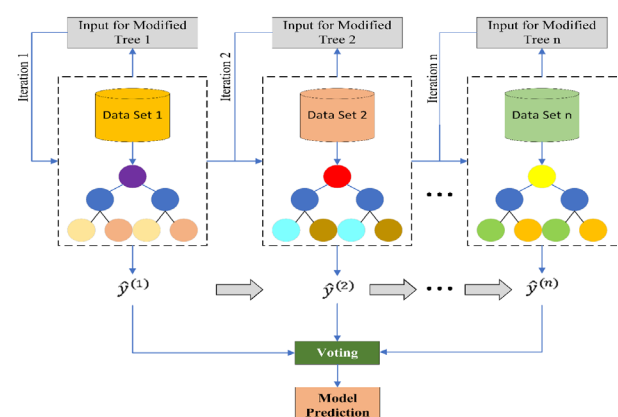 Input for Modified
Tree 1
Input for Modified
Tree 2
Input for Modified
Tree n
Iteration 1
Iteration 2
Iteration n
Data Set 1
Data Set 2
Data Set n
•••
ŷ(1)
ŷ(2)
•••
ŷ(n)
Voting
Model
Prediction